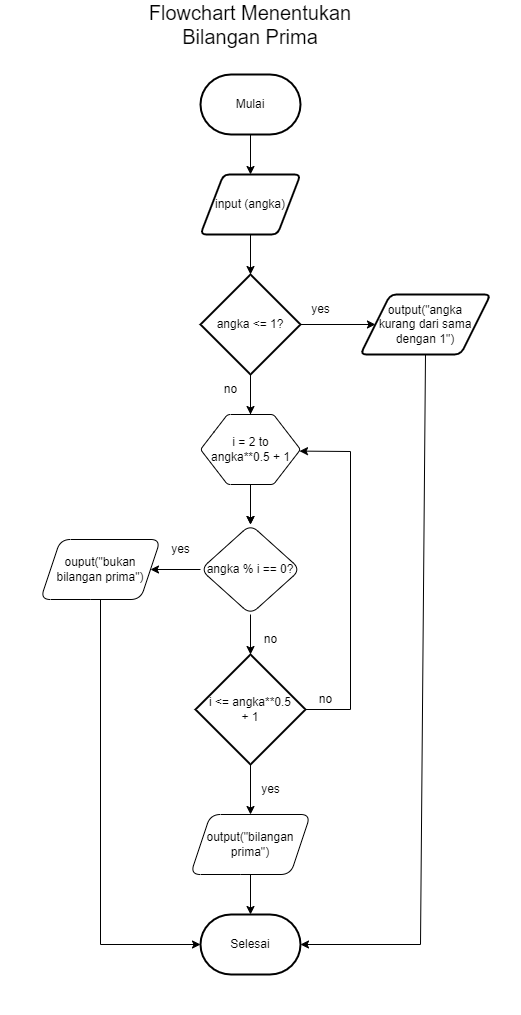 Flowchart Menentukan
Bilangan Prima
Mulai
input (angka)
angka <= 1?
yes
output("angka
kurang dari sama
dengan 1")
no
i = 2 to
angka**0.5 + 1
angka % i == 0?
yes
ouput("bukan
bilangan prima")
no
i <= angka**0.5
+ 1
no
yes
output("bilangan
prima")
Selesai